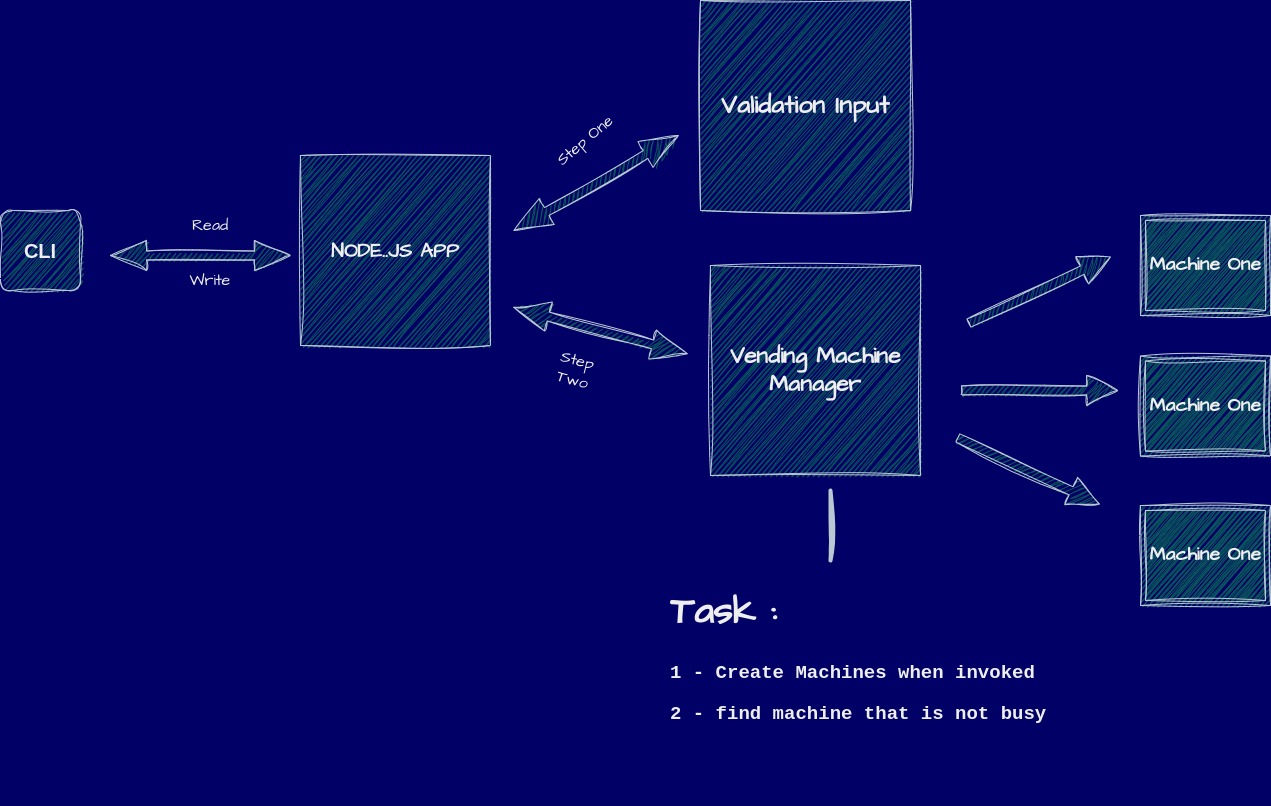 CLI
Read
Write
NODE.JS APP
Step One
Step
Two
Validation Input
Vending Machine
Manager
Machine One
Machine One
Machine One
Task :
1 - Create Machines when invoked
2 - find machine that is not busy